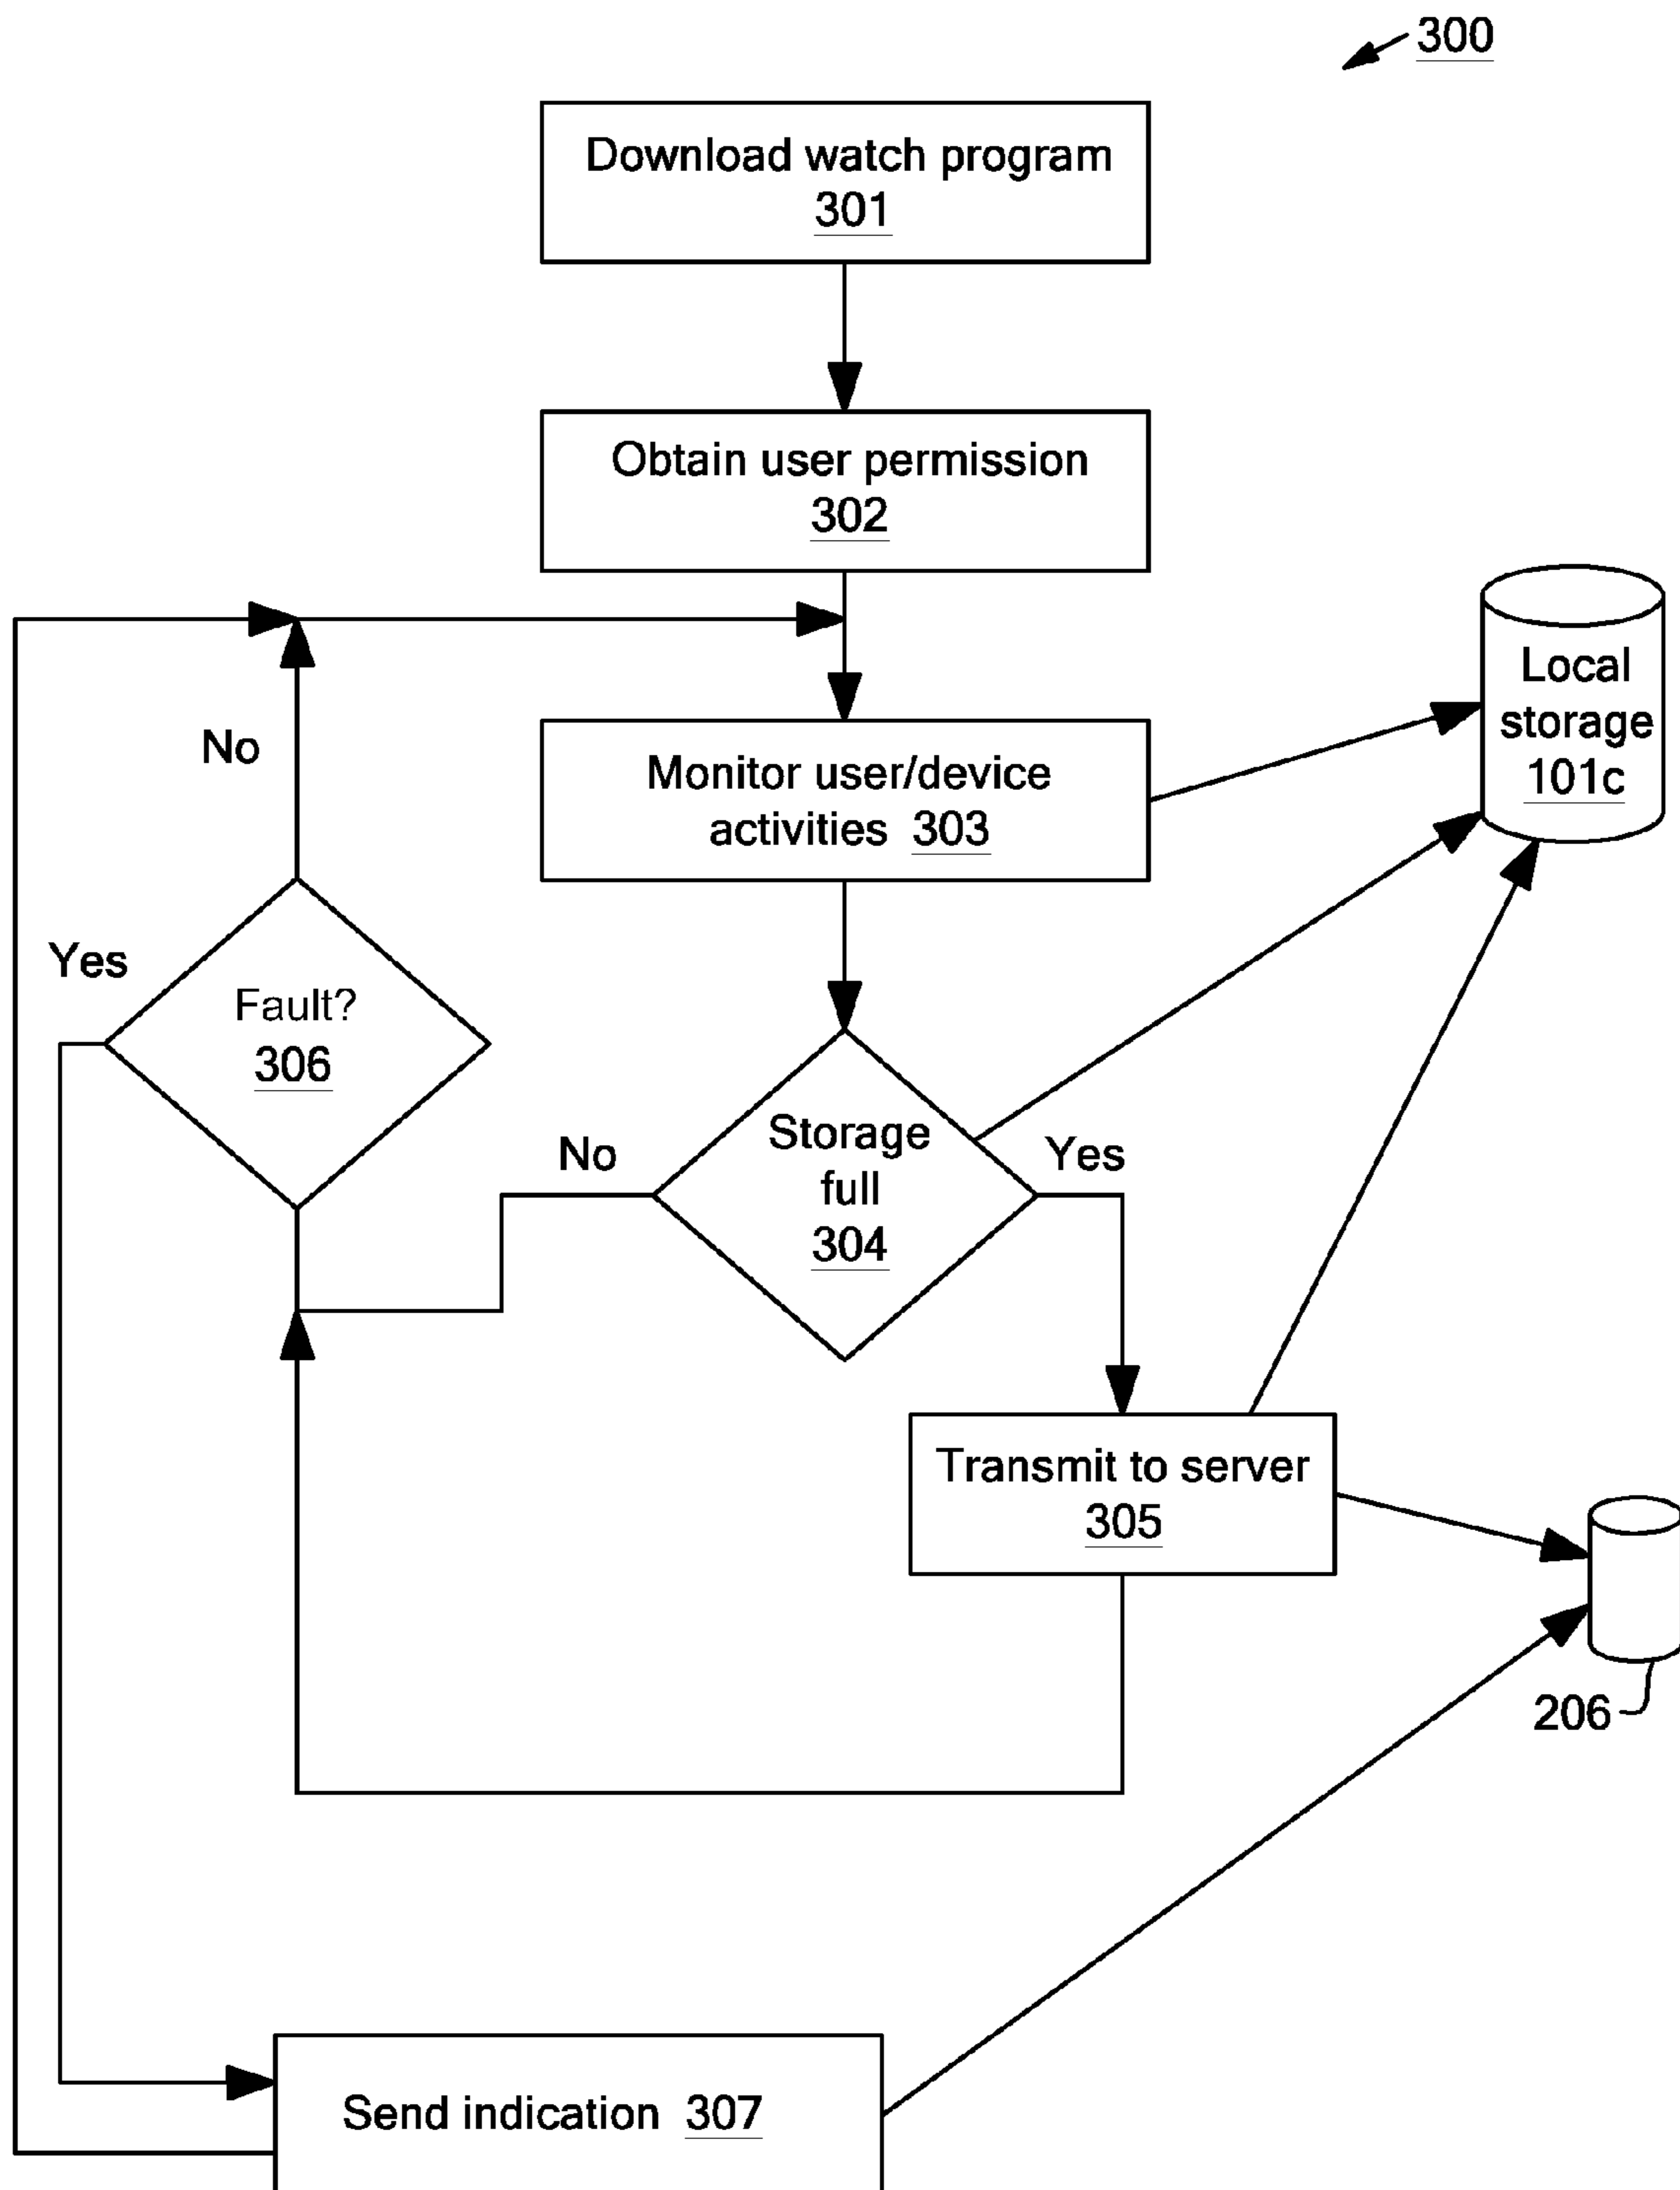 300
Download watch program
301
Obtain user permission
302
Local
storage
101c
No
Monitor user/device
activities 303
Yes
Fault?
306
No
Storage
full
304
Yes
Transmit to server
305
206
Send indication 307